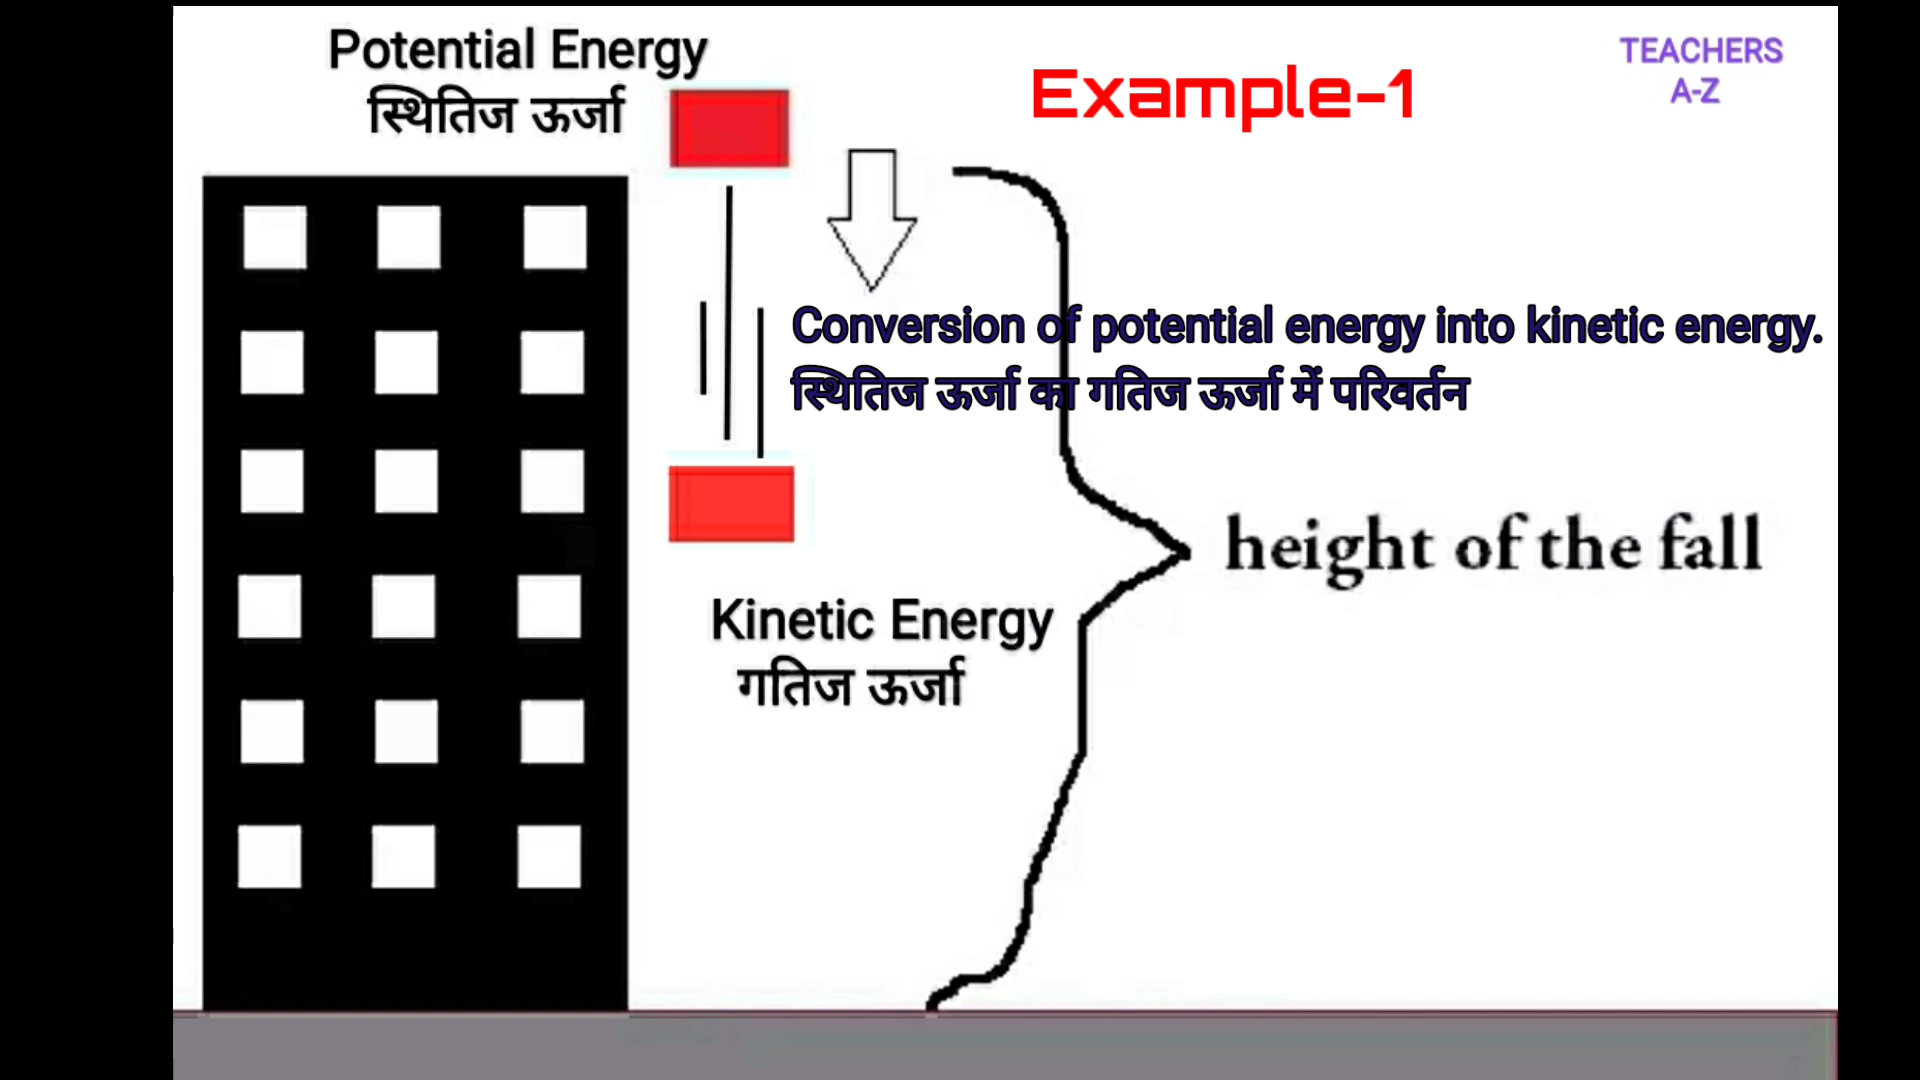 Potential Energy
स्थितिज ऊर्जा
Example-1
TEACHERS
A-Z
Conversion of potential energy into kinetic energy.
स्थितिज ऊर्जा का गतिज ऊर्जा में परिवर्तन
height of the fall
Kinetic Energy
गतिज ऊर्जा